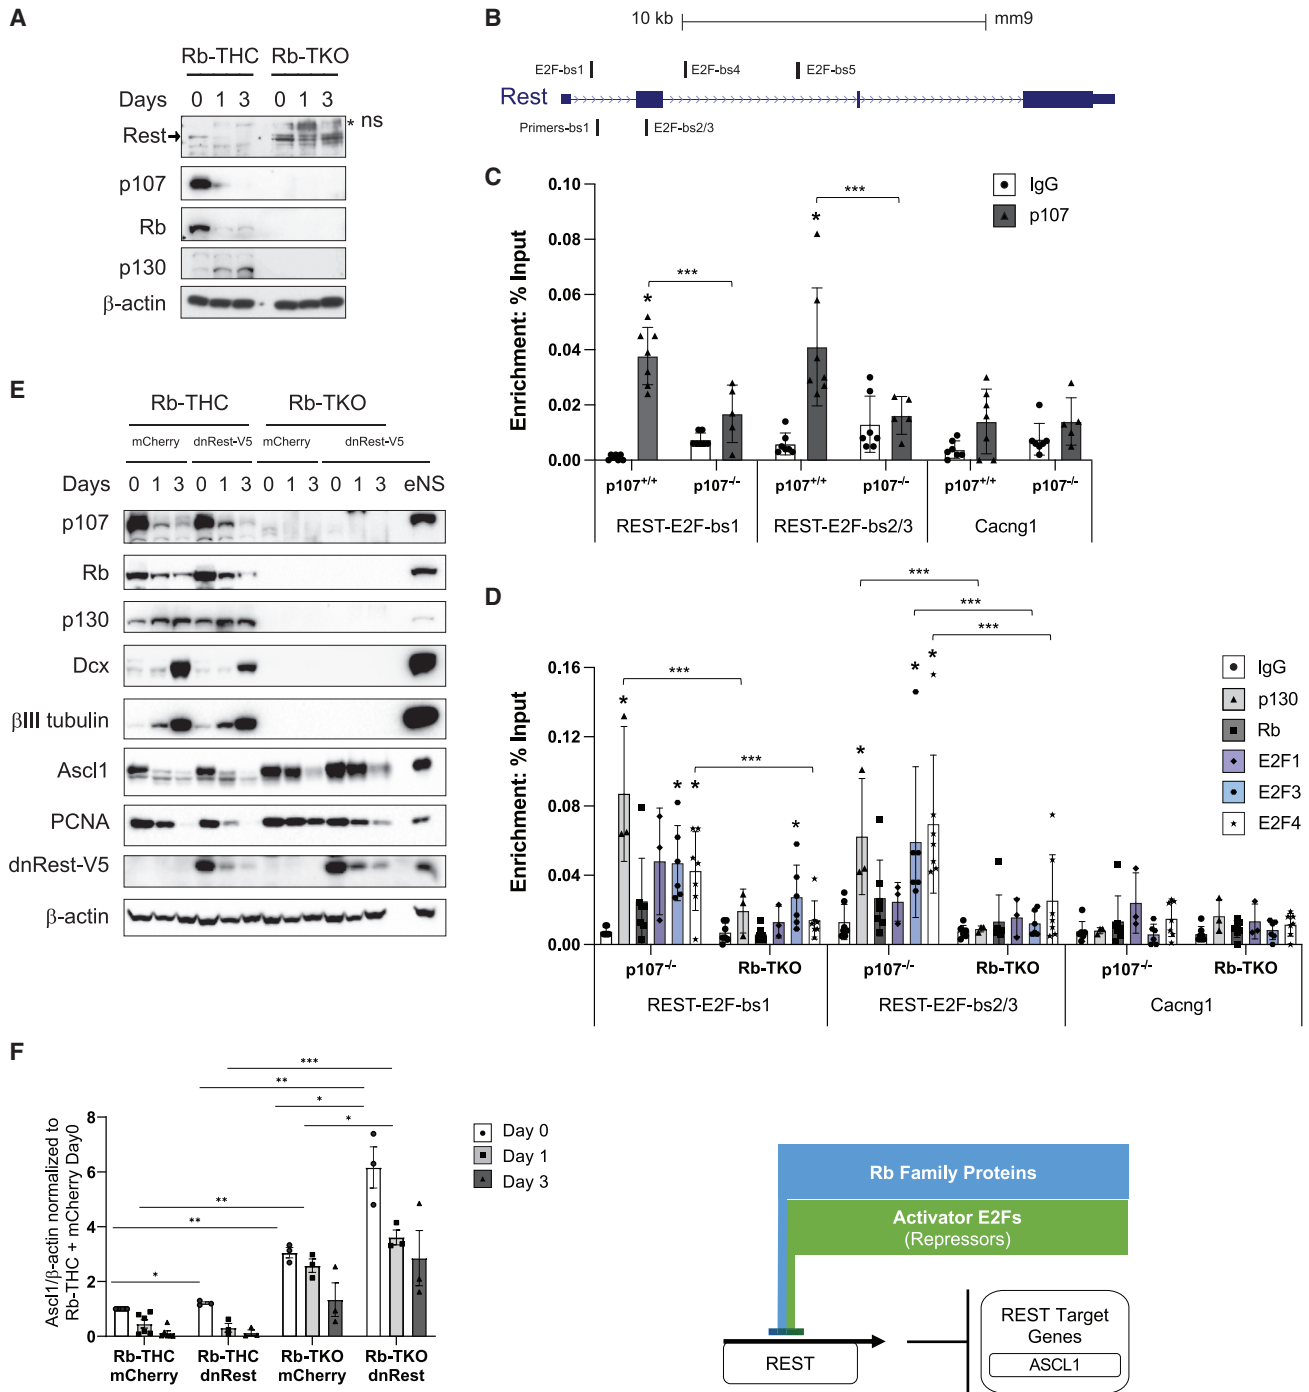 A
Rb-THC Rb-TKO
Days 0 1 3 0 1 3
Rest * ns
p107
Rb
p130
β-actin
B
10 kb mm9
E2F-bs1 E2F-bs4 E2F-bs5
Rest
Primers-bs1 E2F-bs2/3
C
Enrichment: % Input
0.10
0.08
0.06
0.04
0.02
0.00
*
***
*
***
IgG
p107
p107+/+ p107-/- p107+/+ p107-/- p107+/+ p107-/-
REST-E2F-bs1 REST-E2F-bs2/3 Cacng1
D
Enrichment: % Input
0.16
0.12
0.08
0.04
0.00
***
***
***
***
***
* * * * * * *
IgG
p130
Rb
E2F1
E2F3
E2F4
p107-/- Rb-TKO p107-/- Rb-TKO p107-/- Rb-TKO
REST-E2F-bs1 REST-E2F-bs2/3 Cacng1
E
Rb-THC Rb-TKO
mCherry dnRest-V5 mCherry dnRest-V5
Days 0 1 3 0 1 3 0 1 3 0 1 3 eNS
p107
Rb
p130
Dcx
βIII tubulin
Ascl1
PCNA
dnRest-V5
β-actin
F
Ascl1/β-actin normalized to
Rb-THC + mCherry Day0
8
6
4
2
0
***
**
*
*
**
**
*
Day 0
Day 1
Day 3
Rb-THC Rb-THC Rb-TKO Rb-TKO
mCherry dnRest mCherry dnRest
Rb Family Proteins
Activator E2Fs
(Repressors)
REST
REST Target
Genes
ASCL1